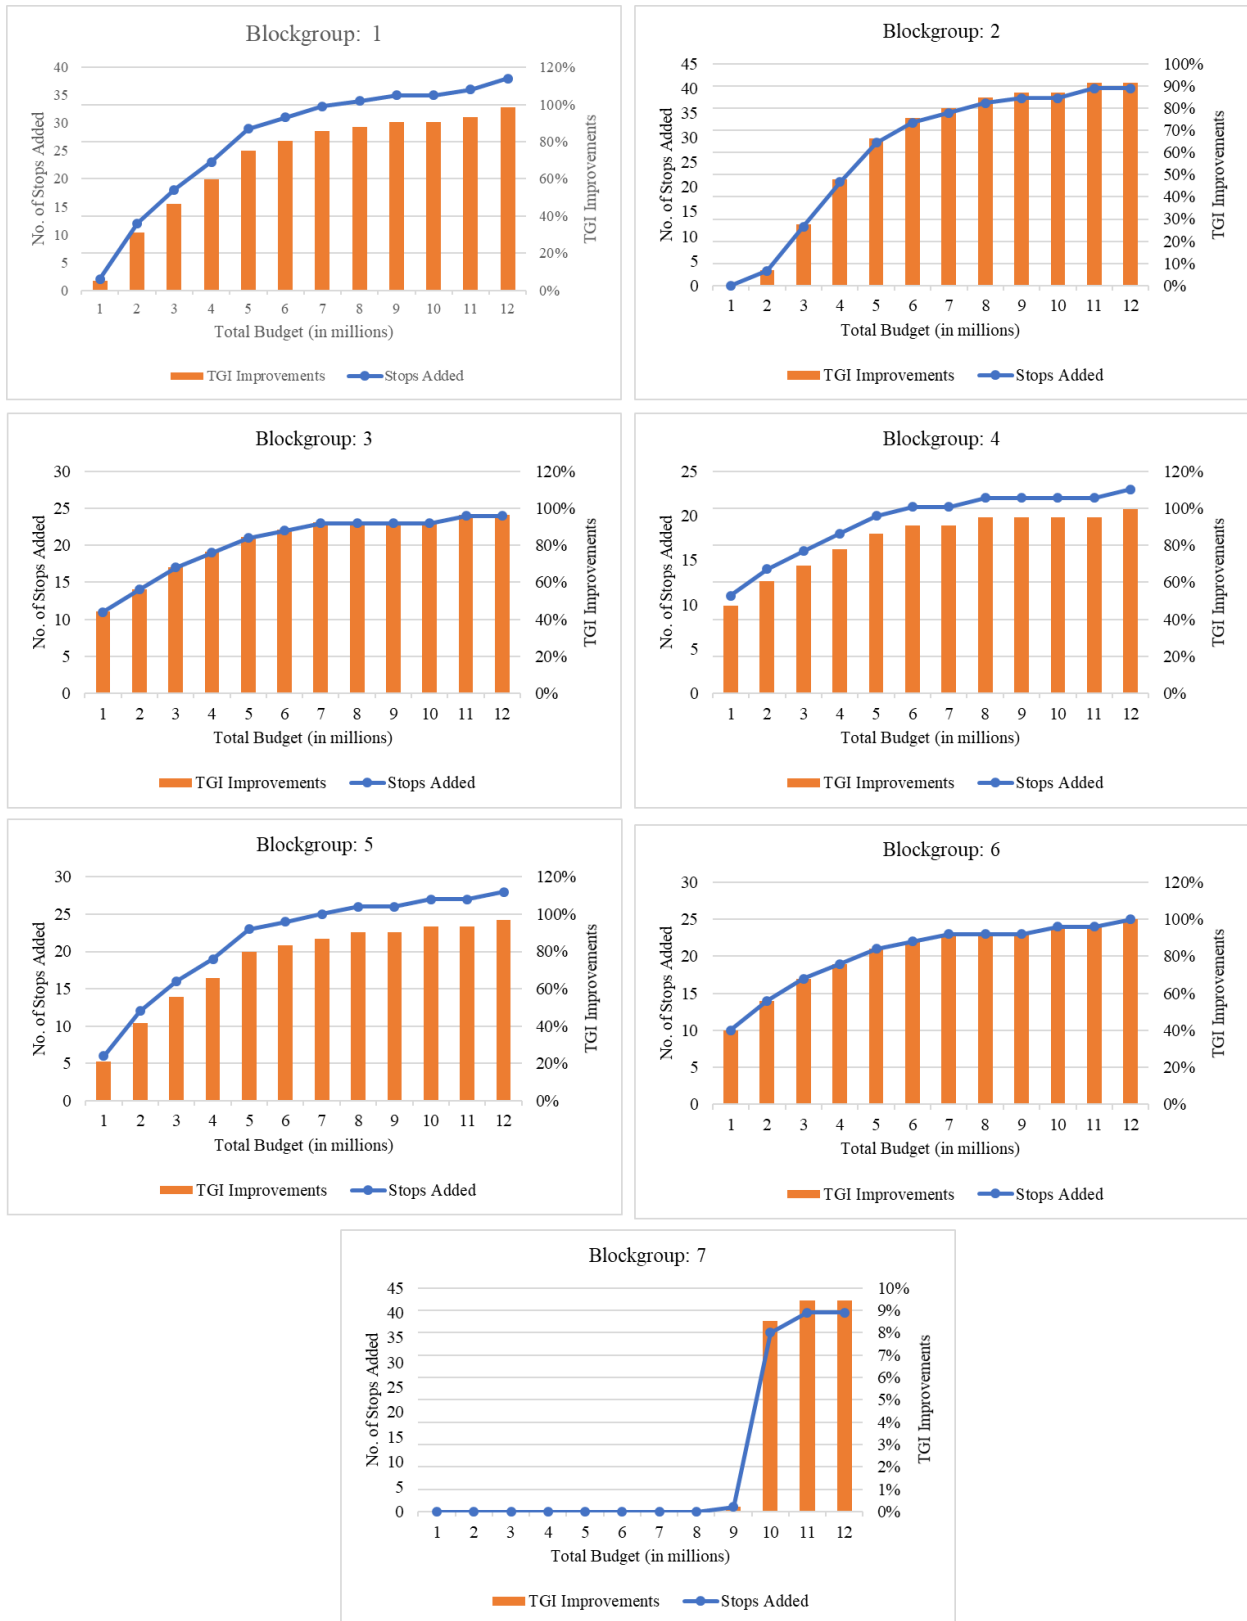 Blockgroup: 1
40
35
30
25
20
15
10
5
0
No. of Stops Added
120%
100%
80%
60%
40%
20%
0%
TGI Improvements
1 2 3 4 5 6 7 8 9 10 11 12
Total Budget (in millions)
TGI Improvements Stops Added
Blockgroup: 2
45
40
35
30
25
20
15
10
5
0
No. of Stops Added
100%
90%
80%
70%
60%
50%
40%
30%
20%
10%
0%
TGI Improvements
1 2 3 4 5 6 7 8 9 10 11 12
Total Budget (in millions)
TGI Improvements Stops Added
Blockgroup: 3
30
25
20
15
10
5
0
No. of Stops Added
120%
100%
80%
60%
40%
20%
0%
TGI Improvements
1 2 3 4 5 6 7 8 9 10 11 12
Total Budget (in millions)
TGI Improvements Stops Added
Blockgroup: 4
25
20
15
10
5
0
No. of Stops Added
120%
100%
80%
60%
40%
20%
0%
TGI Improvements
1 2 3 4 5 6 7 8 9 10 11 12
Total Budget (in millions)
TGI Improvements Stops Added
Blockgroup: 5
30
25
20
15
10
5
0
No. of Stops Added
120%
100%
80%
60%
40%
20%
0%
TGI Improvements
1 2 3 4 5 6 7 8 9 10 11 12
Total Budget (in millions)
TGI Improvements Stops Added
Blockgroup: 6
30
25
20
15
10
5
0
No. of Stops Added
120%
100%
80%
60%
40%
20%
0%
TGI Improvements
1 2 3 4 5 6 7 8 9 10 11 12
Total Budget (in millions)
TGI Improvements Stops Added
Blockgroup: 7
45
40
35
30
25
20
15
10
5
0
No. of Stops Added
10%
9%
8%
7%
6%
5%
4%
3%
2%
1%
0%
TGI Improvements
1 2 3 4 5 6 7 8 9 10 11 12
Total Budget (in millions)
TGI Improvements Stops Added